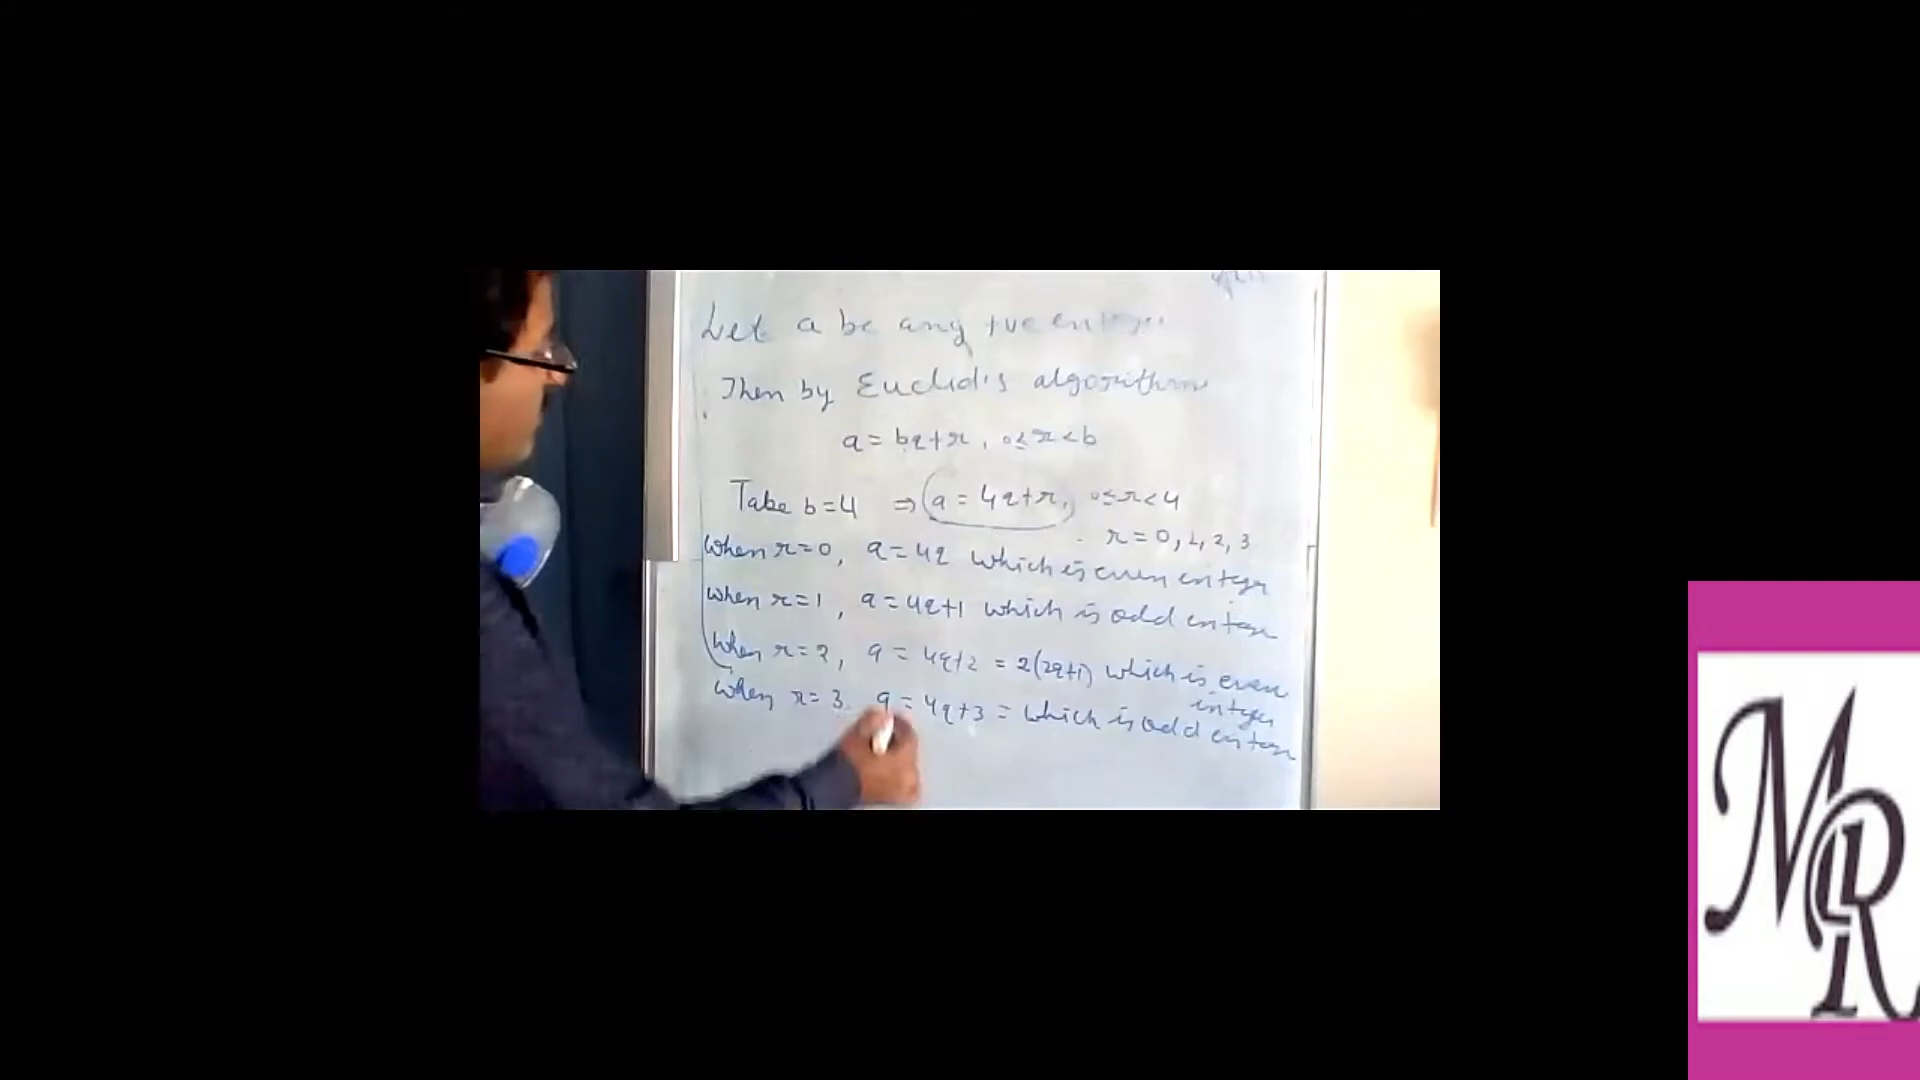 Let a be any +ve integer
Then by Euclid's algorithm
a = bq+r, 0≤r<b
Take b=4 ⇒ a = 4q+r, 0≤r<4
r = 0, 1, 2, 3
when r=0, a=4q which is even integer
when r=1, a=4q+1 which is odd integer
when r=2, a = 4q+2 = 2(2q+1) which is even
integer
when r=3, a = 4q+3 = which is odd integer
MR